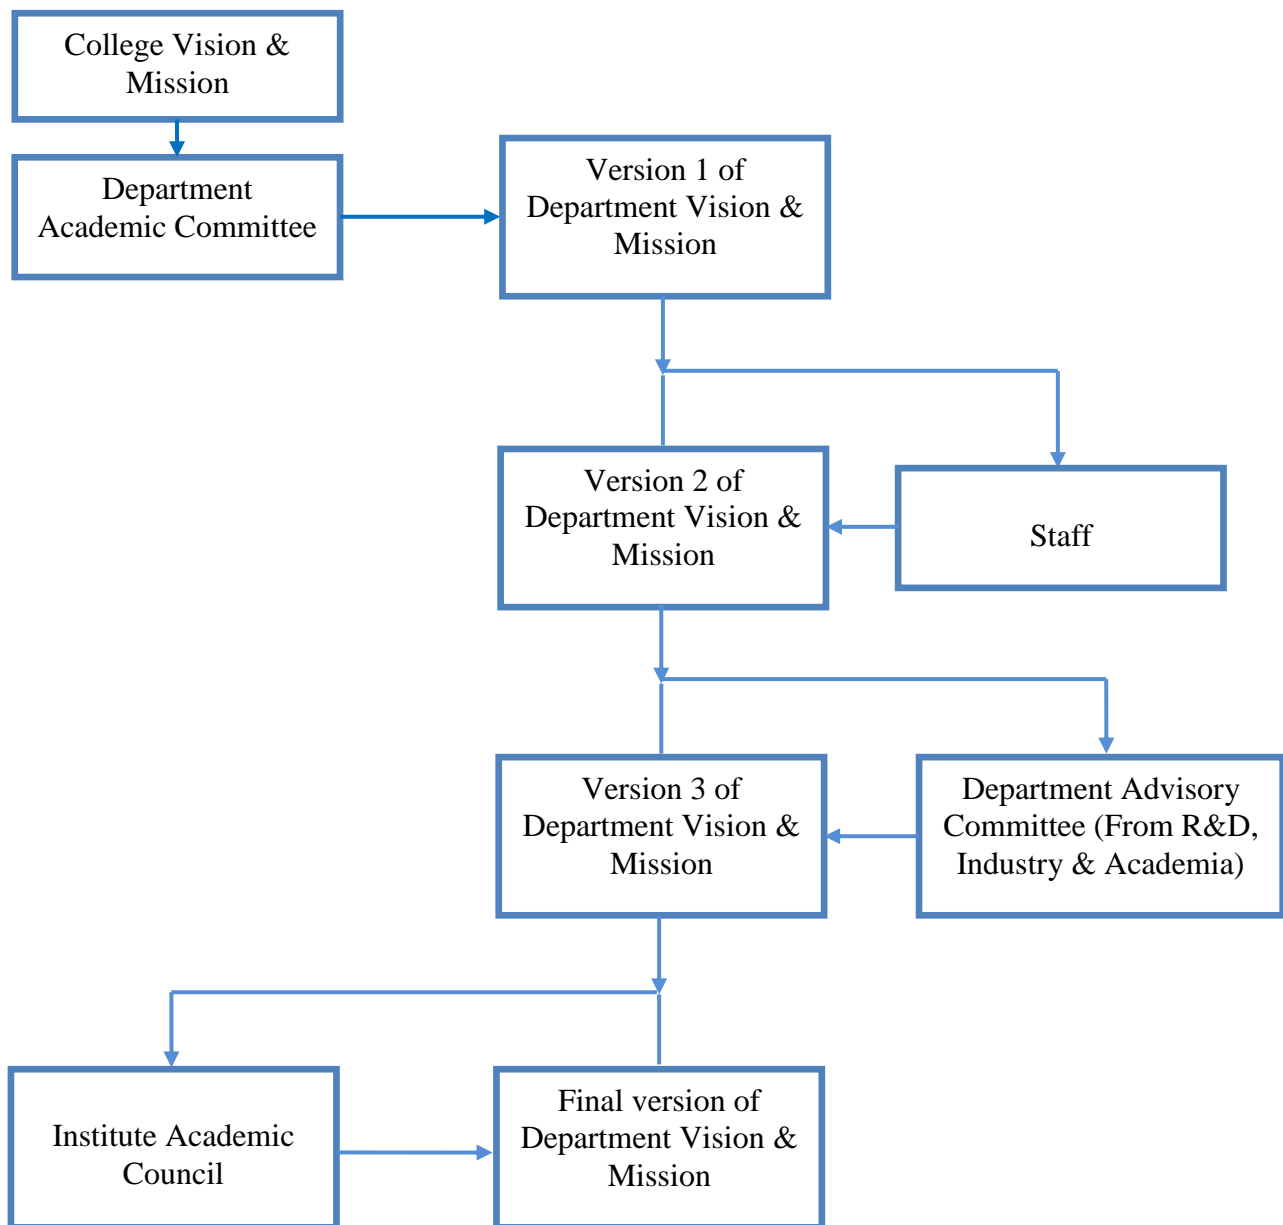 College Vision &
Mission
Department
Academic Committee
Version 1 of
Department Vision &
Mission
Version 2 of
Department Vision &
Mission
Staff
Version 3 of
Department Vision &
Mission
Department Advisory
Committee (From R&D,
Industry & Academia)
Institute Academic
Council
Final version of
Department Vision &
Mission